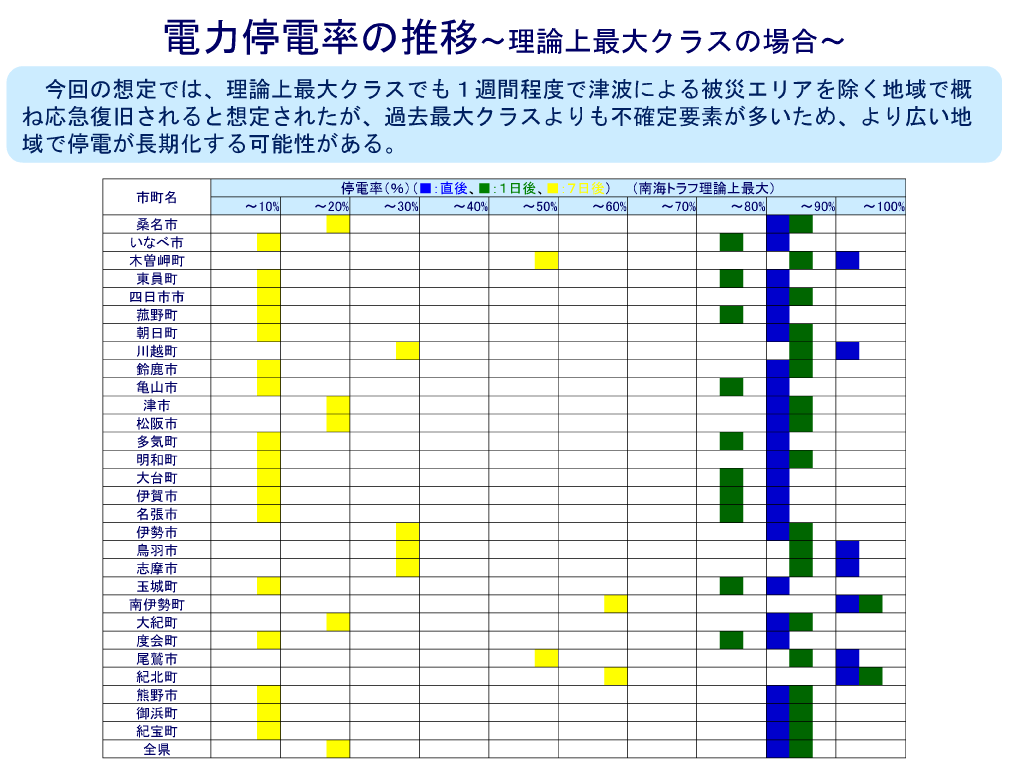 電力停電率の推移～理論上最大クラスの場合～
今回の想定では、理論上最大クラスでも１週間程度で津波による被災エリアを除く地域で概
ね応急復旧されると想定されたが、過去最大クラスよりも不確定要素が多いため、より広い地
域で停電が長期化する可能性がある。
市町名
停電率(％)(■:直後、■:１日後、■:７日後) (南海トラフ理論上最大)
～10% ～20% ～30% ～40% ～50% ～60% ～70% ～80% ～90% ～100%
桑名市
いなべ市
木曽岬町
東員町
四日市市
菰野町
朝日町
川越町
鈴鹿市
亀山市
津市
松阪市
多気町
明和町
大台町
伊賀市
名張市
伊勢市
鳥羽市
志摩市
玉城町
南伊勢町
大紀町
度会町
尾鷲市
紀北町
熊野市
御浜町
紀宝町
全県